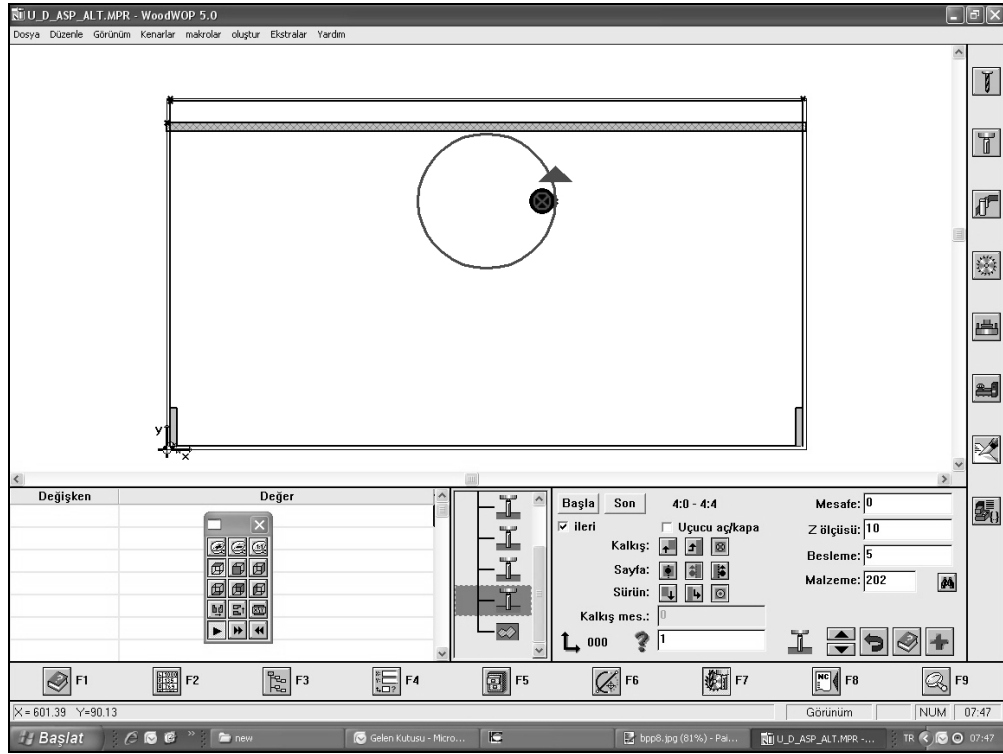 U_D_ASP_ALT.MPR - WoodWOP 5.0
Dosya Düzenle Görünüm Kenarlar makrolar oluştur Ekstralar Yardım
y
x
Değişken Değer
Başla Son 4:0 - 4:4 Mesafe: 0
ileri Uçucu aç/kapa Z ölçüsü: 10
Kalkış: Besleme: 5
Sayfa: Malzeme: 202
Sürün:
Kalkış mes.: 0
000 ? 1
F1 F2 F3 F4 F5 F6 F7 F8 F9
X = 601.39 Y=90.13 Görünüm NUM 07:47
Başlat new Gelen Kutusu - Micro... bpp8.jpg (81%) - Pai... U_D_ASP_ALT.MPR -... TR 07:47